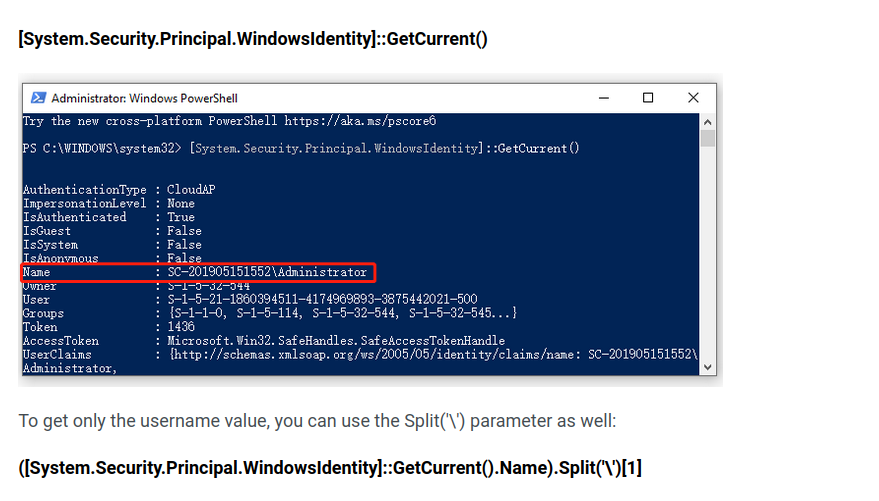 [System.Security.Principal.WindowsIdentity]::GetCurrent()
Administrator: Windows PowerShell
Try the new cross-platform PowerShell https://aka.ms/pscore6
PS C:\WINDOWS\system32> [System.Security.Principal.WindowsIdentity]::GetCurrent()
AuthenticationType : CloudAP
ImpersonationLevel : None
IsAuthenticated : True
IsGuest : False
IsSystem : False
IsAnonymous : False
Name : SC-201905151552\Administrator
Owner : S-1-5-32-544
User : S-1-5-21-1860394511-4174969893-3875442021-500
Groups : {S-1-1-0, S-1-5-114, S-1-5-32-544, S-1-5-32-545...}
Token : 1436
AccessToken : Microsoft.Win32.SafeHandles.SafeAccessTokenHandle
UserClaims : {http://schemas.xmlsoap.org/ws/2005/05/identity/claims/name: SC-201905151552\
Administrator,
To get only the username value, you can use the Split('\') parameter as well:
([System.Security.Principal.WindowsIdentity]::GetCurrent().Name).Split('\')[1]